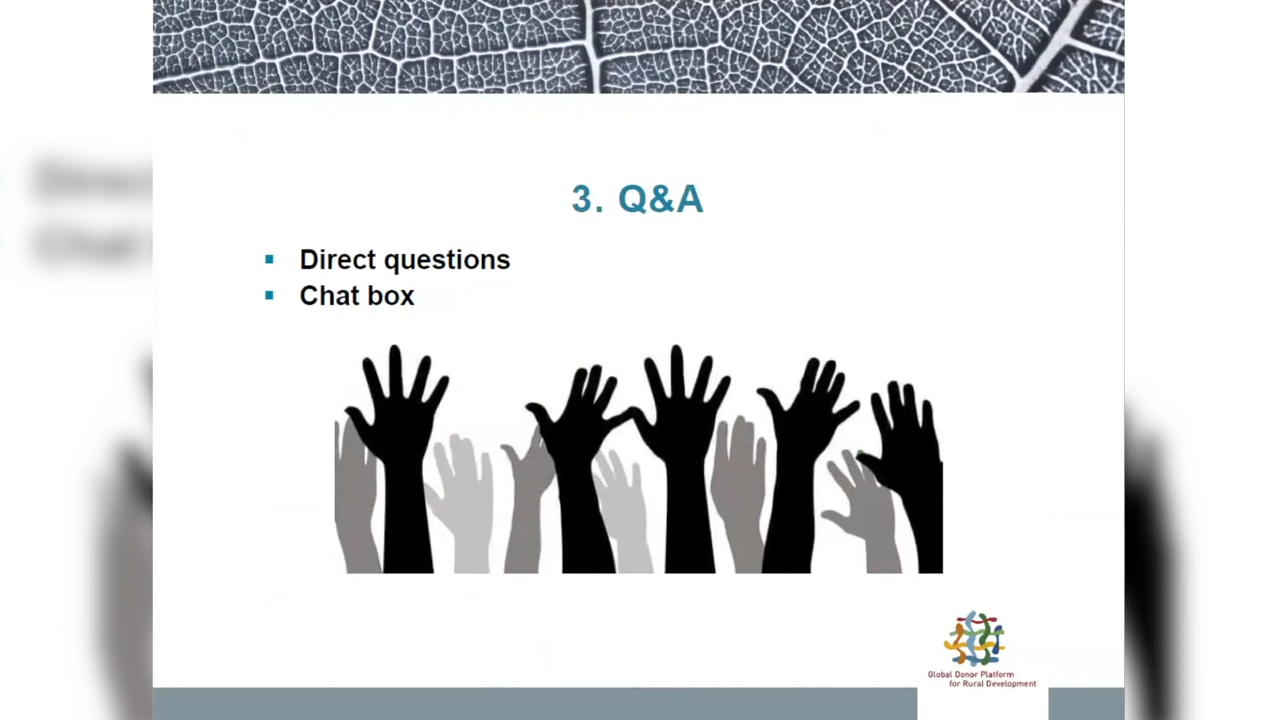 3. Q&A
Direct questions
Chat box
Global Donor Platform
for Rural Development